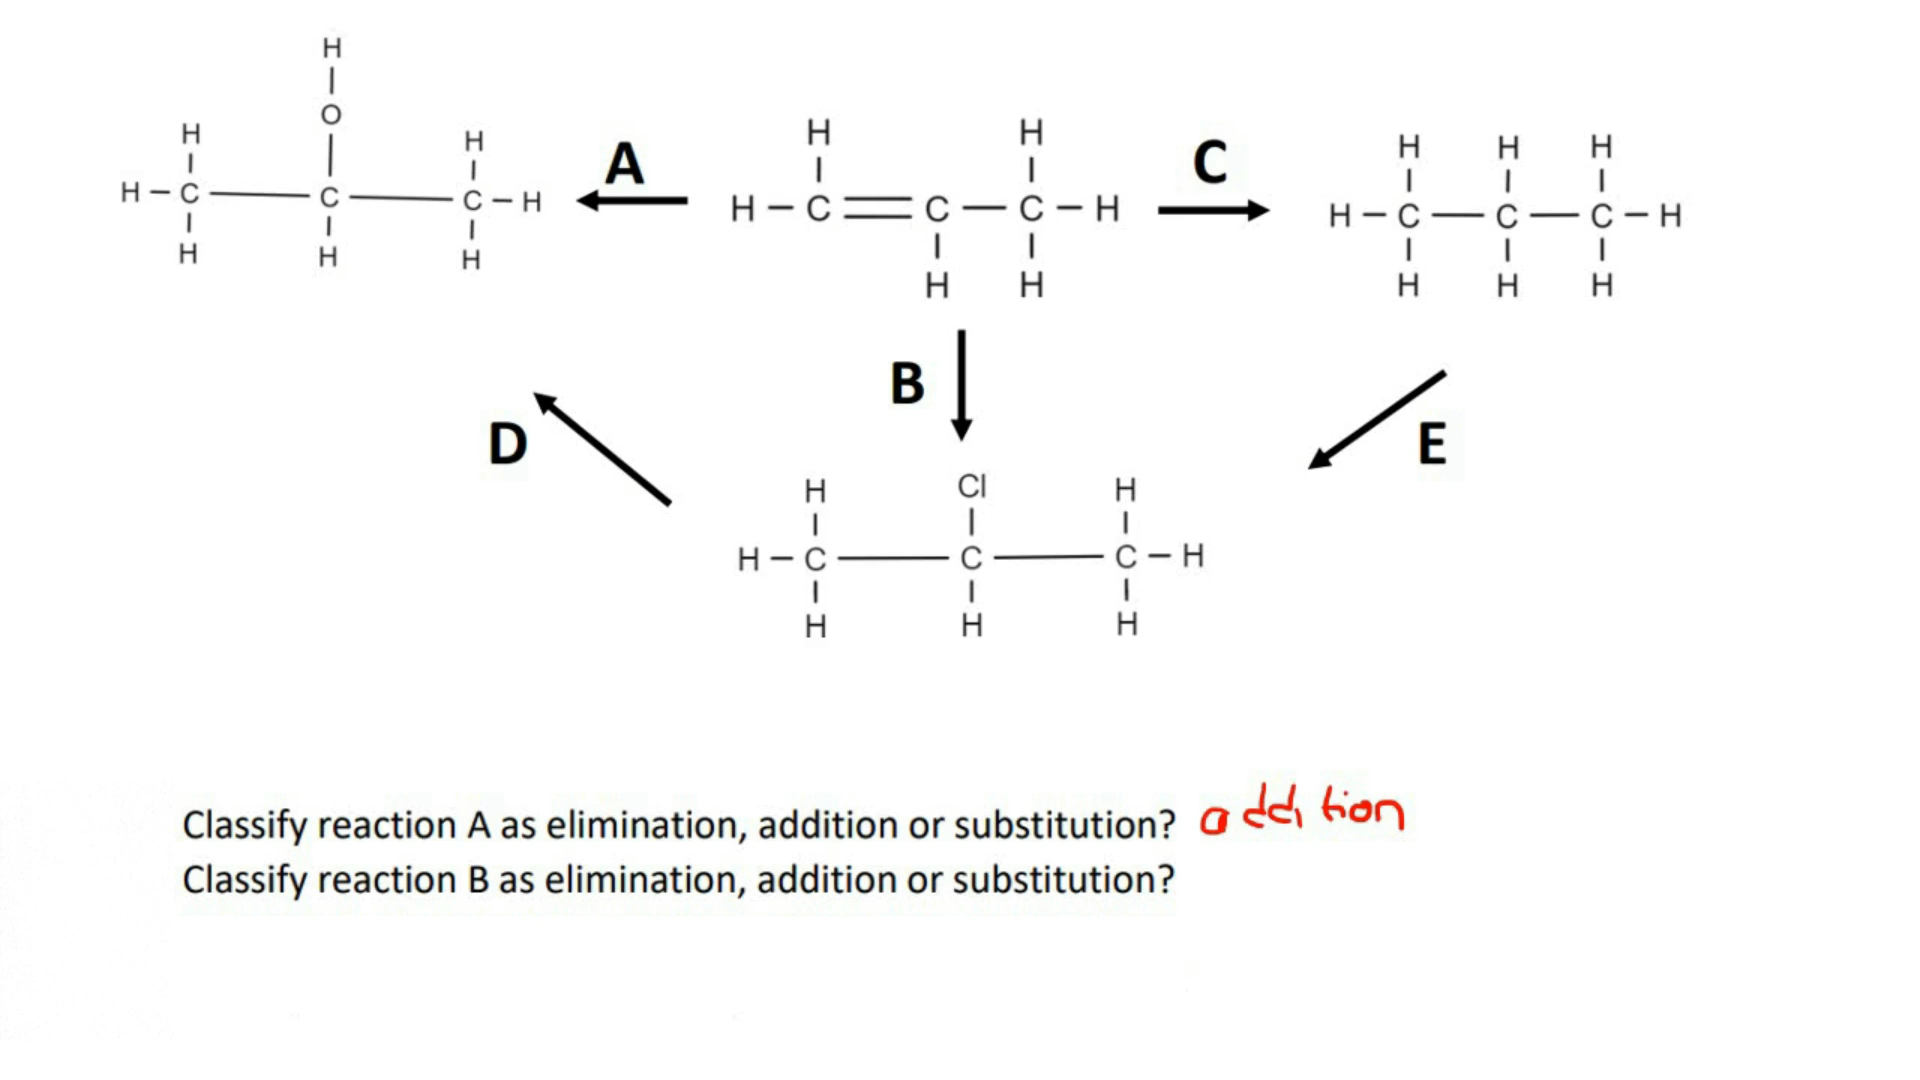 H
O
H H
H – C C C – H
H H H
A
H H
H – C = C – C – H
H H
C
H H H
H – C – C – C – H
H H H
B
D
E
H Cl H
H – C C C – H
H H H
Classify reaction A as elimination, addition or substitution? addition
Classify reaction B as elimination, addition or substitution?